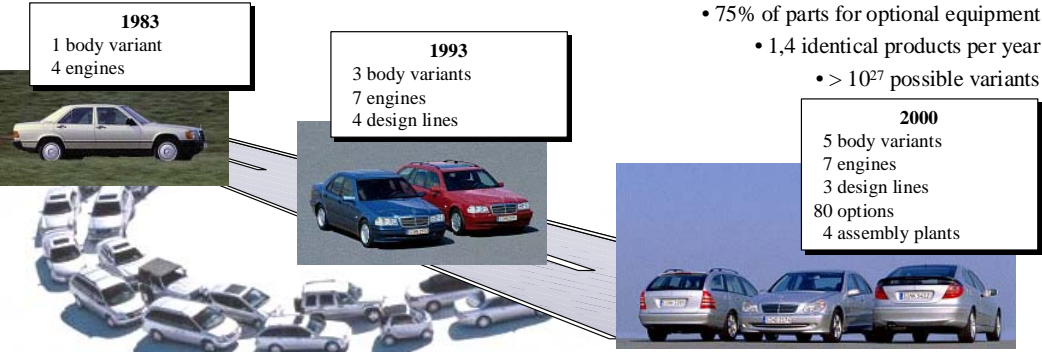 1983
1 body variant
4 engines
1993
3 body variants
7 engines
4 design lines
• 75% of parts for optional equipment
• 1,4 identical products per year
• > 10²⁷ possible variants
2000
5 body variants
7 engines
3 design lines
80 options
4 assembly plants